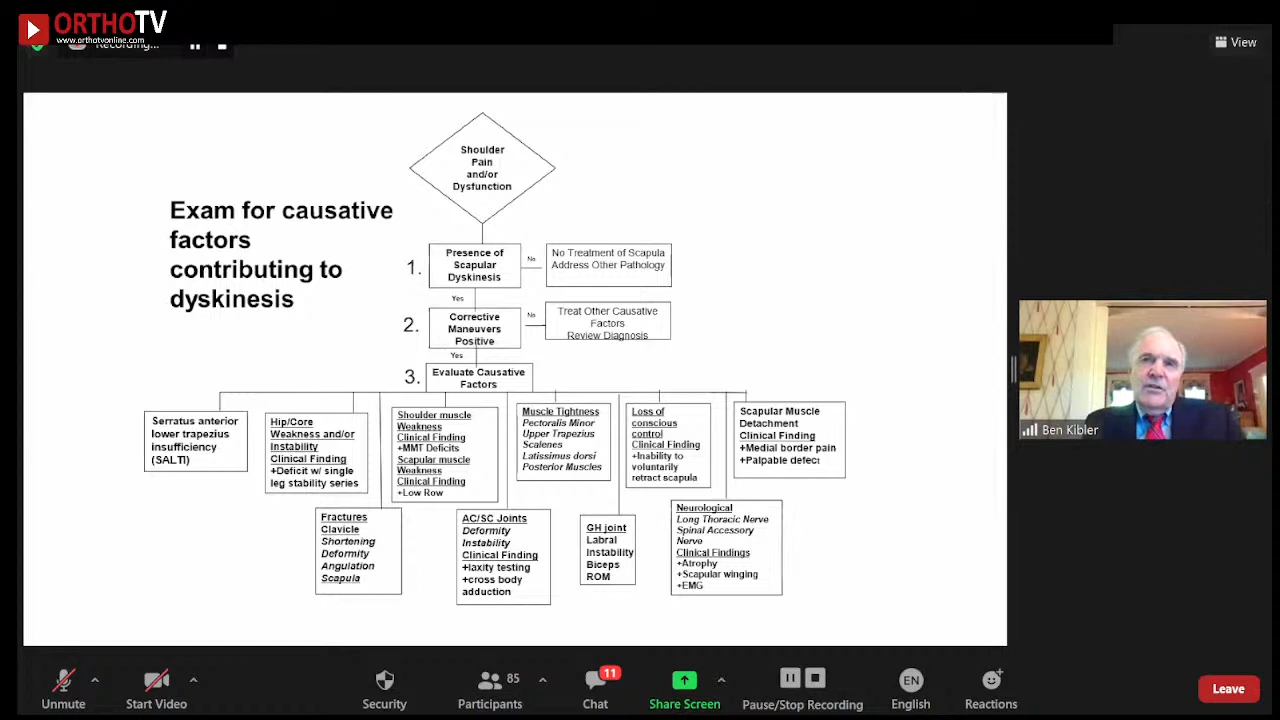 ORTHOTV
www.orthotvonline.com
Recording...
View
Exam for causative
factors
contributing to
dyskinesis
Shoulder
Pain
and/or
Dysfunction
1.
Presence of
Scapular
Dyskinesis
No
No Treatment of Scapula
Address Other Pathology
Yes
2.
Corrective
Maneuvers
Positive
No
Treat Other Causative
Factors
Review Diagnosis
Yes
3.
Evaluate Causative
Factors
Serratus anterior
lower trapezius
insufficiency
(SALTI)
Hip/Core
Weakness and/or
Instability
Clinical Finding
+Deficit w/ single
leg stability series
Shoulder muscle
Weakness
Clinical Finding
+MMT Deficits
Scapular muscle
Weakness
Clinical Finding
+Low Row
Muscle Tightness
Pectoralis Minor
Upper Trapezius
Scalenes
Latissimus dorsi
Posterior Muscles
Loss of
conscious
control
Clinical Finding
+Inability to
voluntarily
retract scapula
Scapular Muscle
Detachment
Clinical Finding
+Medial border pain
+Palpable defect
Fractures
Clavicle
Shortening
Deformity
Angulation
Scapula
AC/SC Joints
Deformity
Instability
Clinical Finding
+laxity testing
+cross body
adduction
GH joint
Labral
Instability
Biceps
ROM
Neurological
Long Thoracic Nerve
Spinal Accessory
Nerve
Clinical Findings
+Atrophy
+Scapular winging
+EMG
Ben Kibler
Unmute
Start Video
Security
85
Participants
11
Chat
Share Screen
Pause/Stop Recording
EN
English
Reactions
Leave